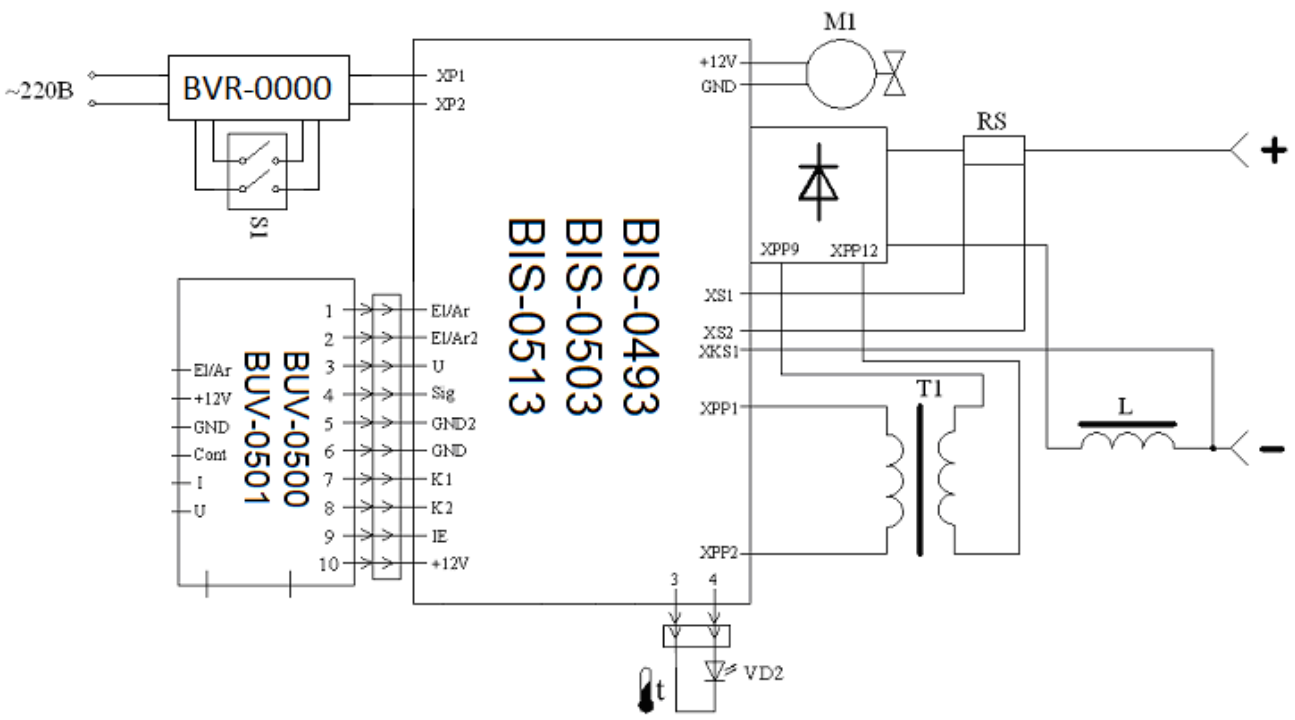 M1
~220В
BVR-0000
XP1
XP2
+12V
GND
RS
+
S1
BIS-0493
BIS-0503
BIS-0513
XPP9
XPP12
XS1
XS2
XKS1
1
2
3
4
5
6
7
8
9
10
El/Ar
El/Ar2
U
Sig
GND2
GND
K1
K2
IE
+12V
El/Ar
+12V
GND
Cont
I
U
BUV-0500
BUV-0501
XPP1
T1
L
-
XPP2
3
4
t
VD2